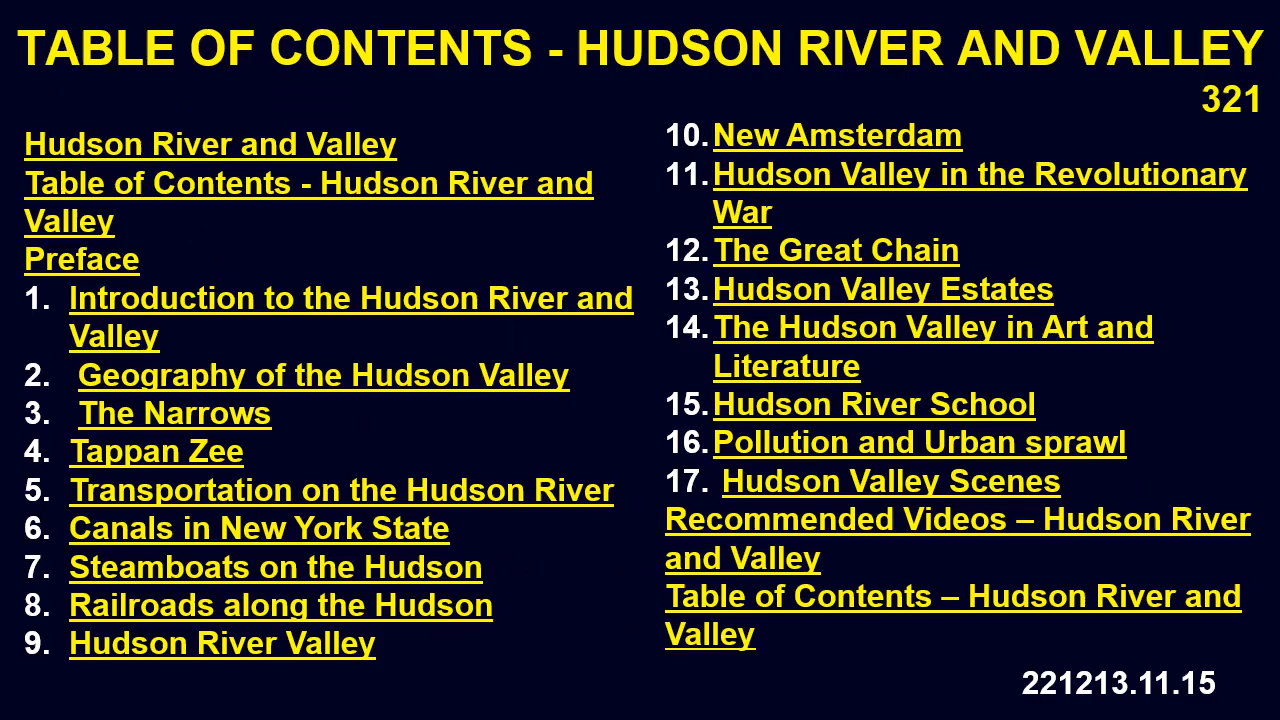 TABLE OF CONTENTS - HUDSON RIVER AND VALLEY
321
Hudson River and Valley
Table of Contents - Hudson River and
Valley
Preface
1. Introduction to the Hudson River and
Valley
2. Geography of the Hudson Valley
3. The Narrows
4. Tappan Zee
5. Transportation on the Hudson River
6. Canals in New York State
7. Steamboats on the Hudson
8. Railroads along the Hudson
9. Hudson River Valley
10. New Amsterdam
11. Hudson Valley in the Revolutionary
War
12. The Great Chain
13. Hudson Valley Estates
14. The Hudson Valley in Art and
Literature
15. Hudson River School
16. Pollution and Urban sprawl
17. Hudson Valley Scenes
Recommended Videos – Hudson River
and Valley
Table of Contents – Hudson River and
Valley
221213.11.15